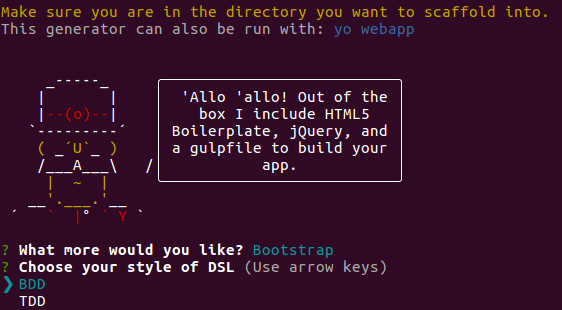 Make sure you are in the directory you want to scaffold into.
This generator can also be run with: yo webapp
'Allo 'allo! Out of the
box I include HTML5
Boilerplate, jQuery, and
a gulpfile to build your
app.
? What more would you like? Bootstrap
? Choose your style of DSL (Use arrow keys)
❯ BDD
TDD